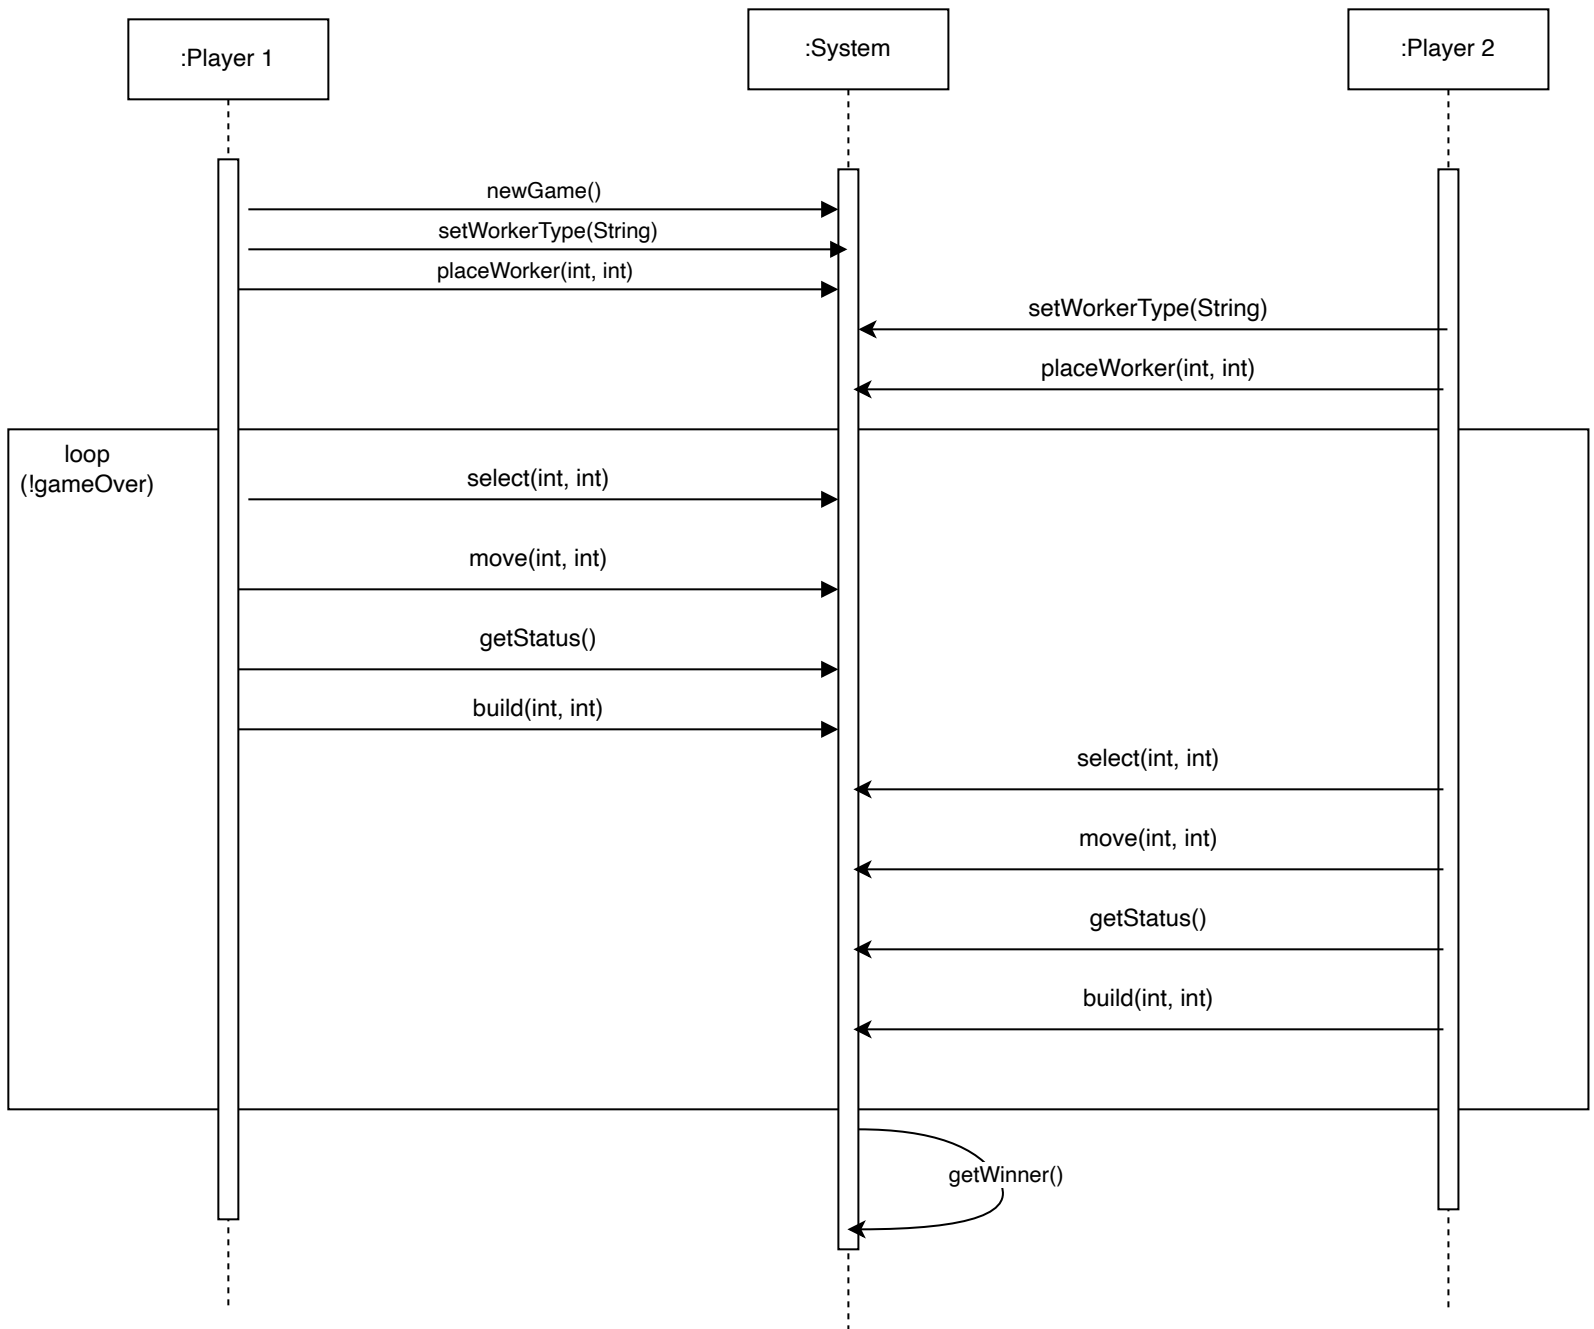 :Player 1
:System
:Player 2
newGame()
setWorkerType(String)
placeWorker(int, int)
setWorkerType(String)
placeWorker(int, int)
loop
(!gameOver)
select(int, int)
move(int, int)
getStatus()
build(int, int)
select(int, int)
move(int, int)
getStatus()
build(int, int)
getWinner()